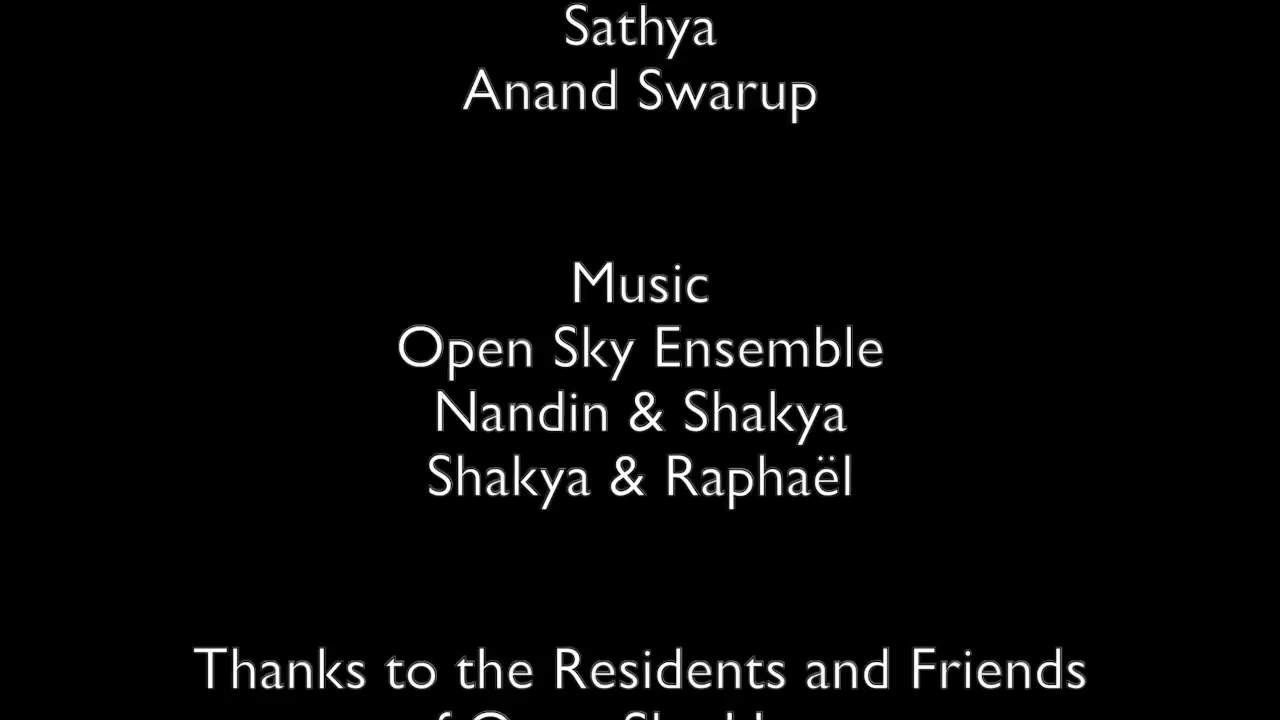 Sathya
Anand Swarup
Music
Open Sky Ensemble
Nandin & Shakya
Shakya & Raphaël
Thanks to the Residents and Friends